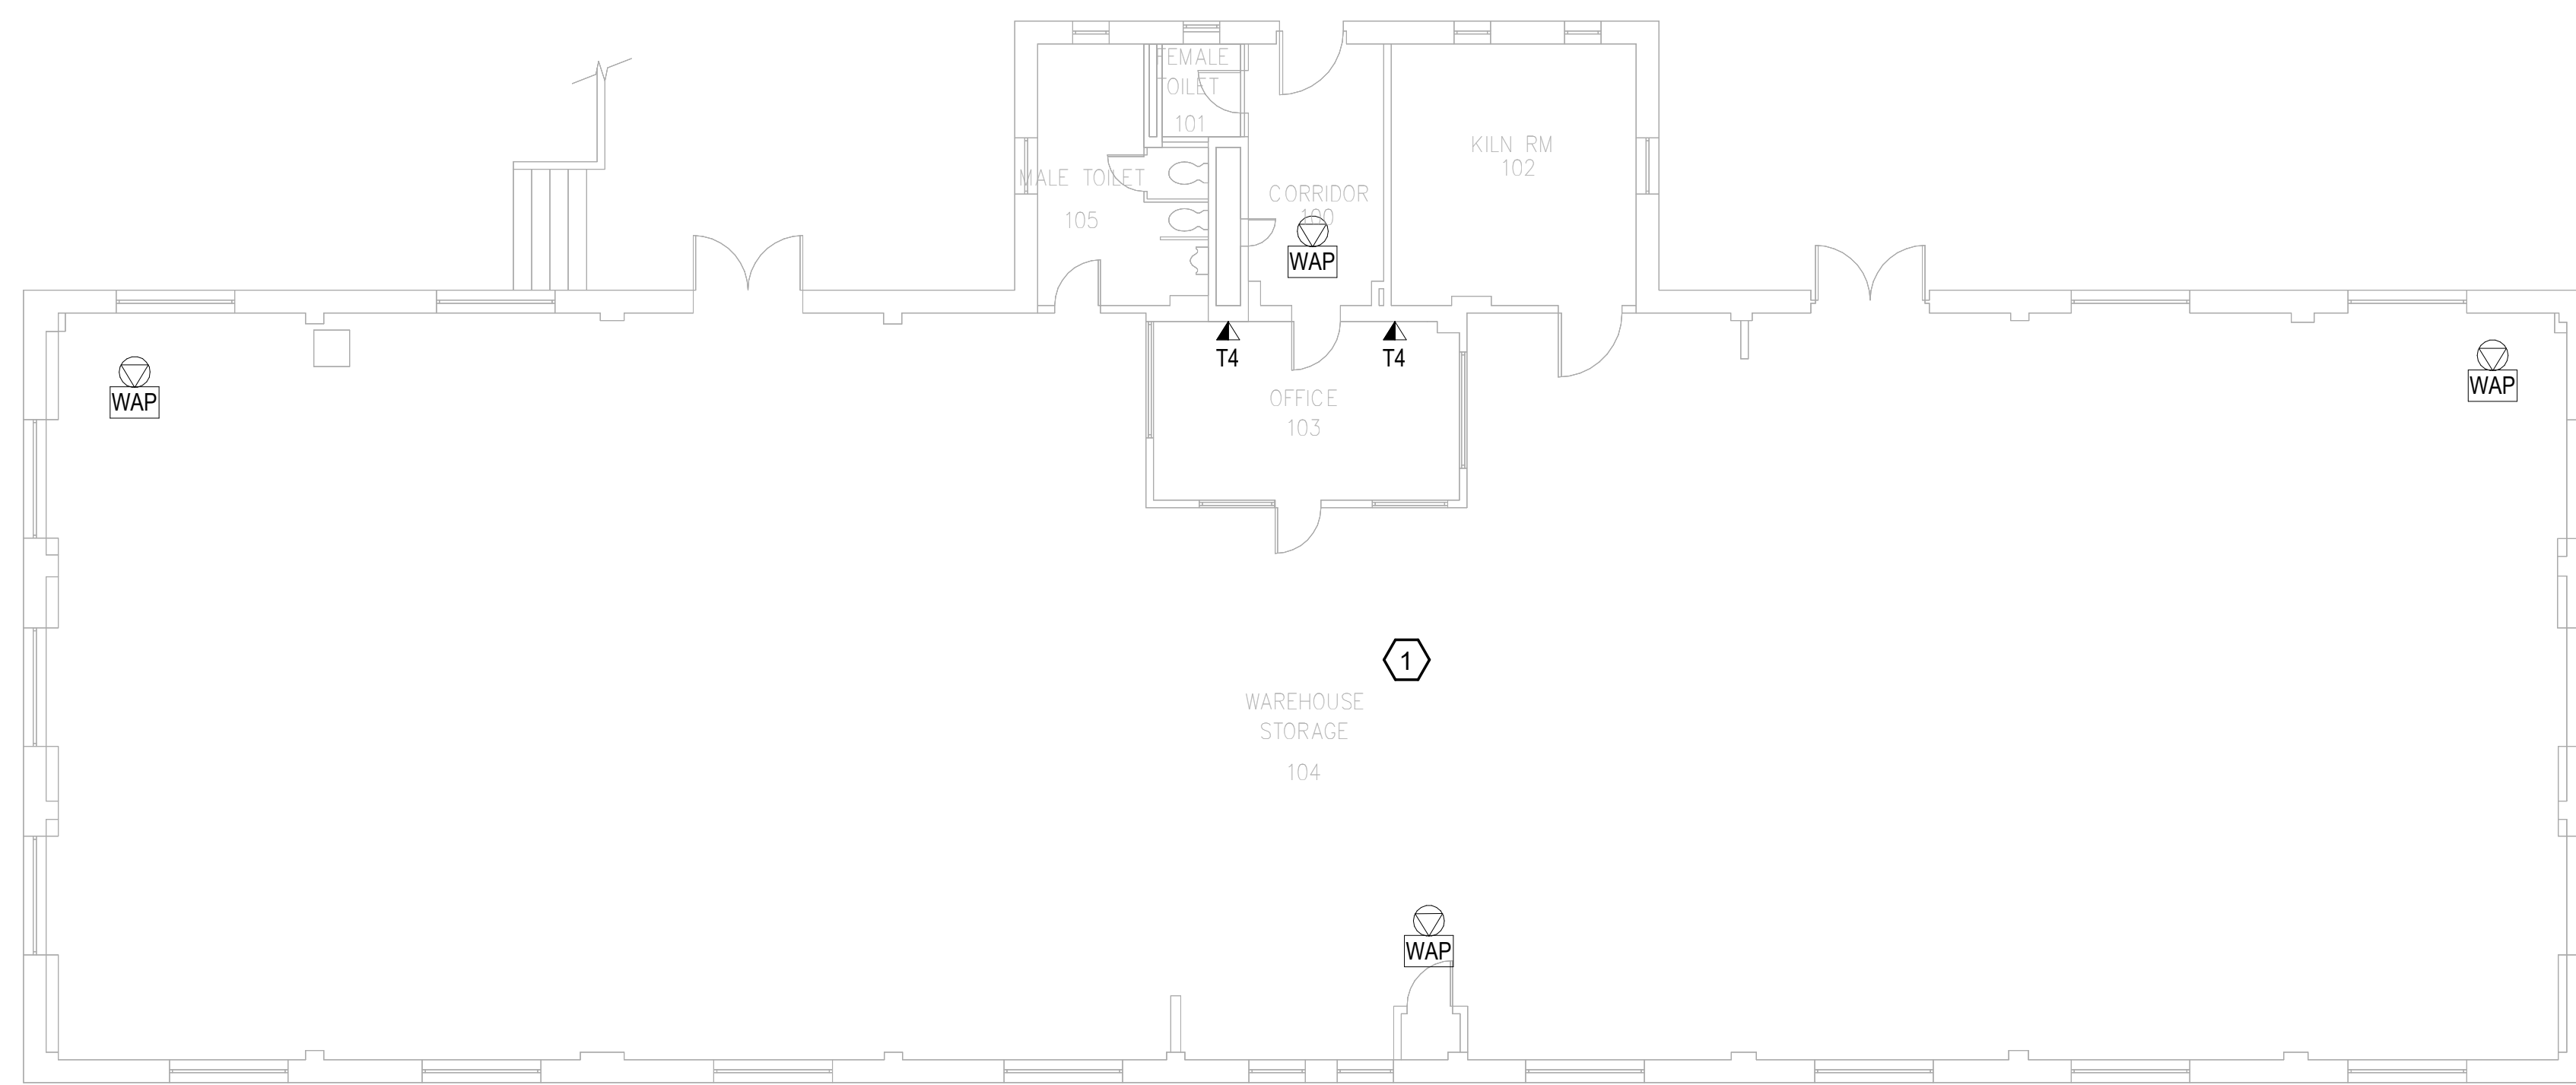 FEMALE
TOILET
101
MALE TOILET
105
CORRIDOR
100
WAP
KILN RM
102
T4
T4
OFFICE
103
WAP
WAP
1
WAREHOUSE
STORAGE
104
WAP